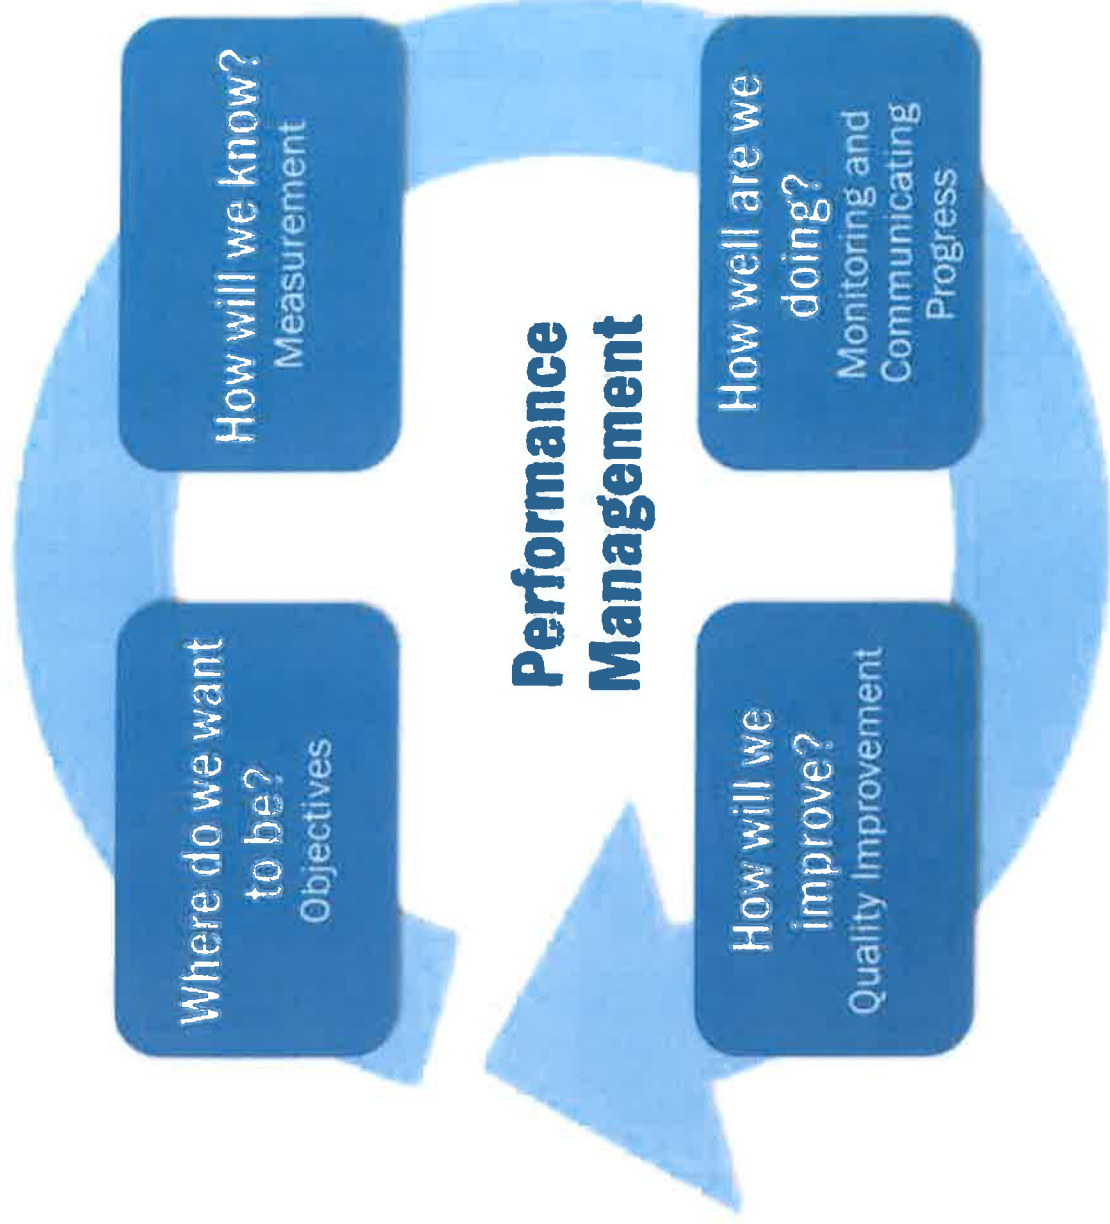 Where do we want
to be?
Objectives
How will we know?
Measurement
How well are we
doing?
Monitoring and
Communicating
Progress
How will we
improve?
Quality Improvement
Performance
Management